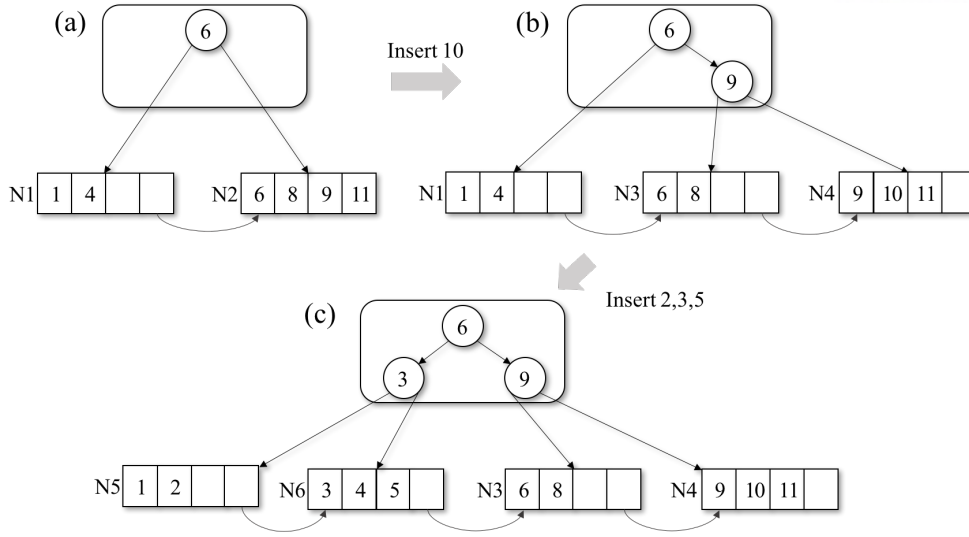 (a)
6
Insert 10
(b)
6
9
N1 1 4
N2 6 8 9 11
N1 1 4
N3 6 8
N4 9 10 11
Insert 2,3,5
(c)
6
3 9
N5 1 2
N6 3 4 5
N3 6 8
N4 9 10 11